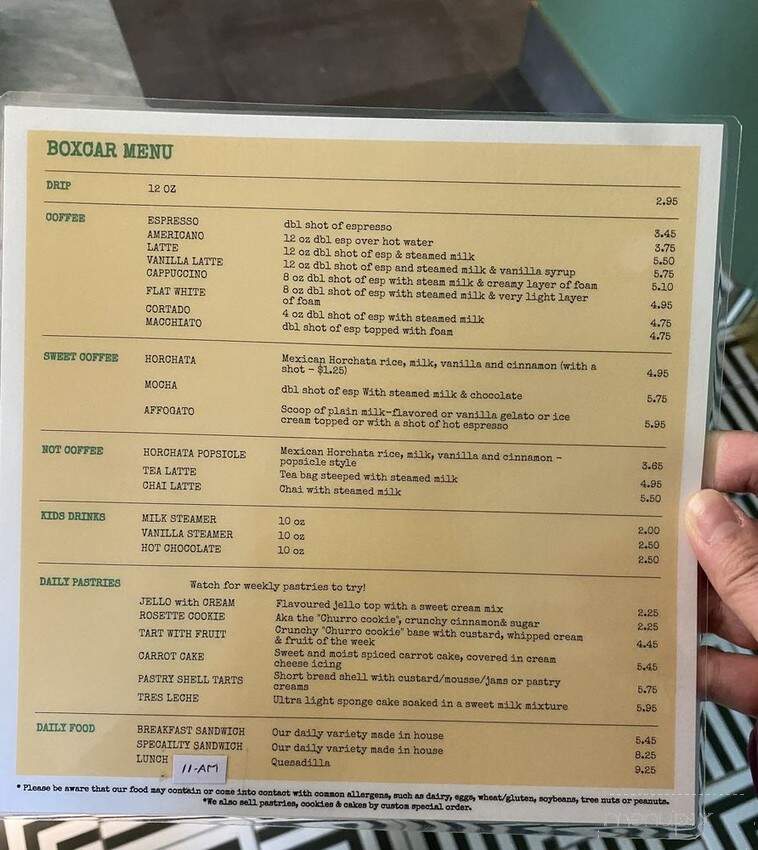 BOXCAR MENU
DRIP 12 OZ 2.95
COFFEE ESPRESSO dbl shot of espresso 3.45
AMERICANO 12 oz dbl esp over hot water 3.75
LATTE 12 oz dbl shot of esp & steamed milk 5.50
VANILLA LATTE 12 oz dbl shot of esp and steamed milk & vanilla syrup 5.75
CAPPUCCINO 8 oz dbl shot of esp with steam milk & creamy layer of foam 5.10
FLAT WHITE 8 oz dbl shot of esp with steamed milk & very light layer
of foam 4.95
CORTADO 4 oz dbl shot of esp with steamed milk 4.75
MACCHIATO dbl shot of esp topped with foam 4.75
SWEET COFFEE HORCHATA Mexican Horchata rice, milk, vanilla and cinnamon (with a
shot - $1.25) 4.95
MOCHA dbl shot of esp With steamed milk & chocolate 5.75
AFFOGATO Scoop of plain milk-flavored or vanilla gelato or ice
cream topped or with a shot of hot espresso 5.95
NOT COFFEE HORCHATA POPSICLE Mexican Horchata rice, milk, vanilla and cinnamon -
popsicle style 3.65
TEA LATTE Tea bag steeped with steamed milk 4.95
CHAI LATTE Chai with steamed milk 5.50
KIDS DRINKS MILK STEAMER 10 oz 2.00
VANILLA STEAMER 10 oz 2.50
HOT CHOCOLATE 10 oz 2.50
DAILY PASTRIES Watch for weekly pastries to try!
JELLO with CREAM Flavoured jello top with a sweet cream mix 2.25
ROSETTE COOKIE Aka the "Churro cookie", crunchy cinnamon& sugar 2.25
TART WITH FRUIT Crunchy "Churro cookie" base with custard, whipped cream
& fruit of the week 4.45
CARROT CAKE Sweet and moist spiced carrot cake, covered in cream
cheese icing 5.45
PASTRY SHELL TARTS Short bread shell with custard/mousse/jams or pastry
creams 5.75
TRES LECHE Ultra light sponge cake soaked in a sweet milk mixture 5.95
DAILY FOOD BREAKFAST SANDWICH Our daily variety made in house 5.45
SPECAILTY SANDWICH Our daily variety made in house 8.25
LUNCH 11-AM Quesadilla 9.25
* Please be aware that our food may contain or come into contact with common allergens, such as dairy, eggs, wheat/gluten, soybeans, tree nuts or peanuts.
*We also sell pastries, cookies & cakes by custom special order.